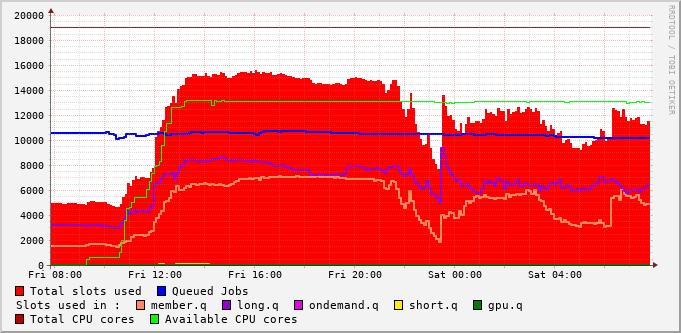 20000
18000
16000
14000
12000
10000
8000
6000
4000
2000
0
Fri 08:00 Fri 12:00 Fri 16:00 Fri 20:00 Sat 00:00 Sat 04:00
Total slots used Queued Jobs
Slots used in : member.q long.q ondemand.q short.q gpu.q
Total CPU cores Available CPU cores
RRDTOOL / TOBI OETIKER